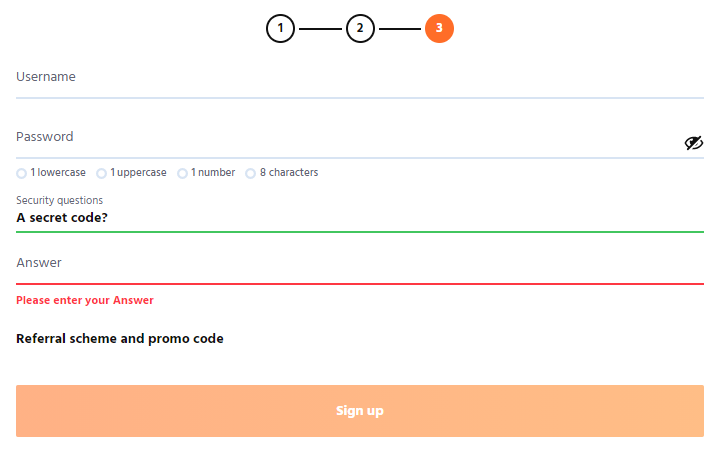 1 2 3
Username
Password
1 lowercase 1 uppercase 1 number 8 characters
Security questions
A secret code?
Answer
Please enter your Answer
Referral scheme and promo code
Sign up